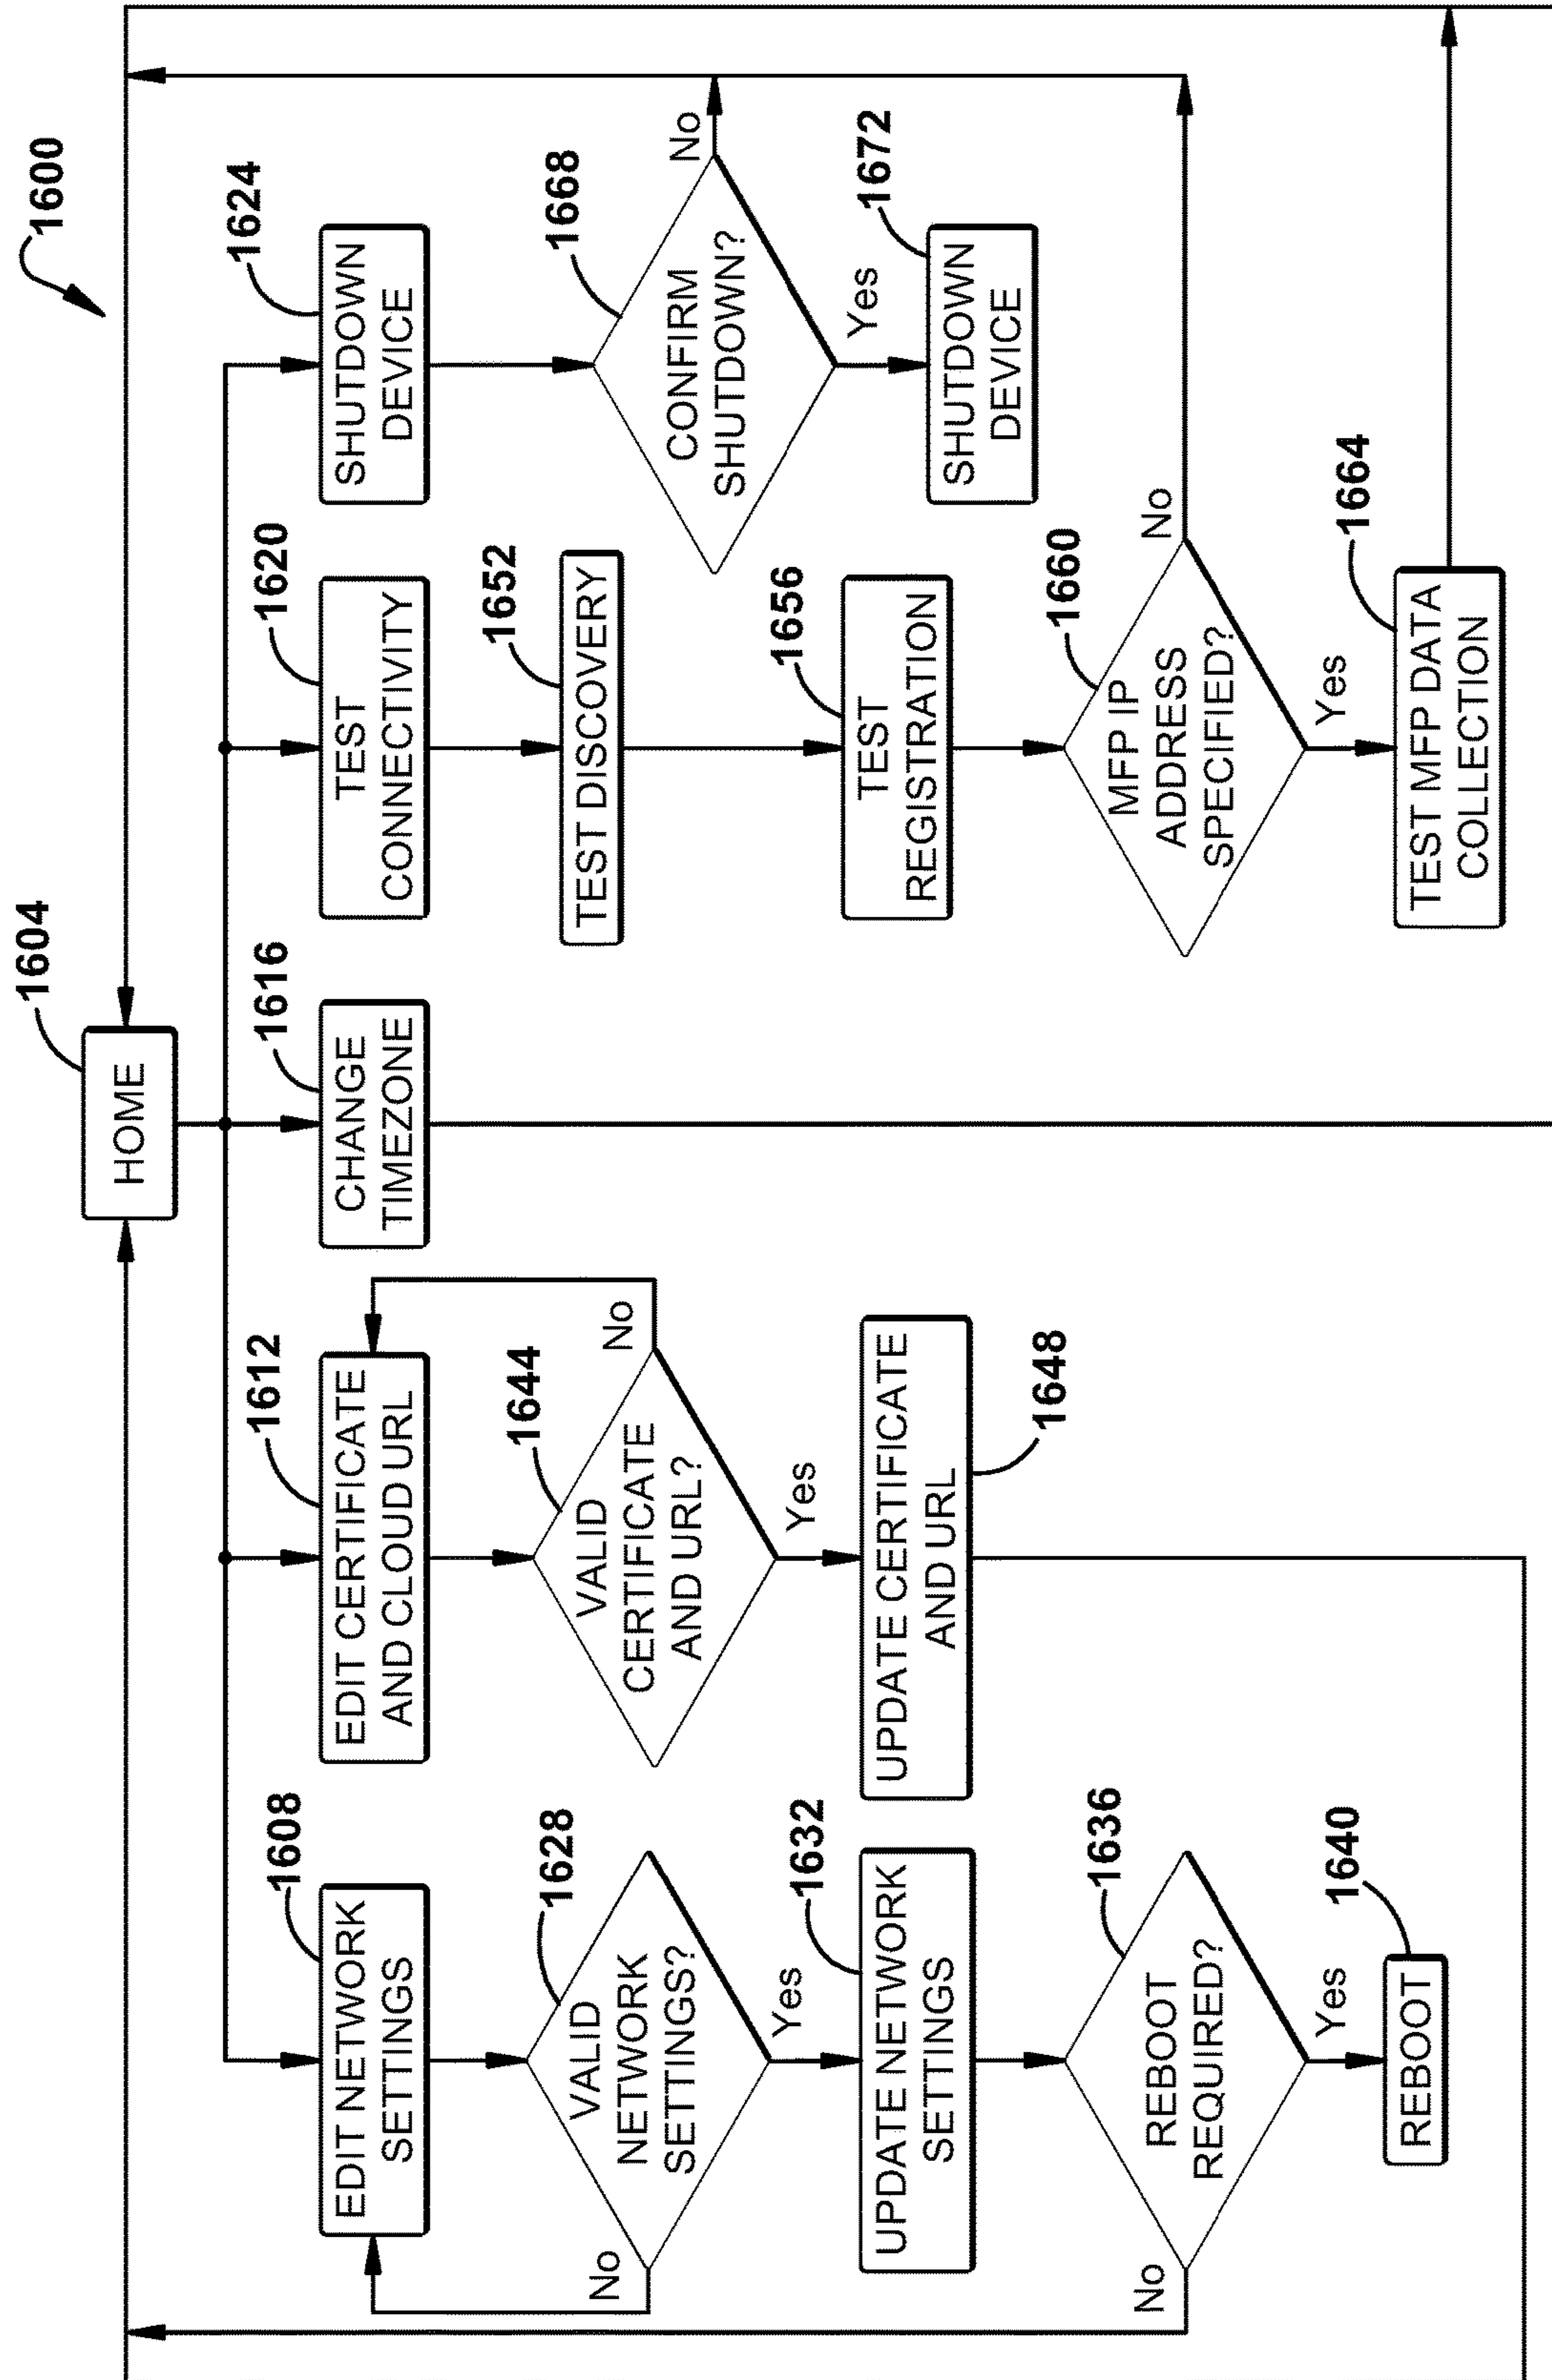 1600
1604
HOME
1608
EDIT NETWORK
SETTINGS
1612
EDIT CERTIFICATE
AND CLOUD URL
1616
CHANGE
TIMEZONE
1620
TEST
CONNECTIVITY
1624
SHUTDOWN
DEVICE
1628
VALID
NETWORK
SETTINGS?
No
Yes
1632
UPDATE NETWORK
SETTINGS
1636
REBOOT
REQUIRED?
No
Yes
1640
REBOOT
1644
VALID
CERTIFICATE
AND URL?
No
Yes
1648
UPDATE CERTIFICATE
AND URL
1652
TEST DISCOVERY
1656
TEST
REGISTRATION
1660
MFP IP
ADDRESS
SPECIFIED?
No
Yes
1664
TEST MFP DATA
COLLECTION
1668
CONFIRM
SHUTDOWN?
No
Yes
1672
SHUTDOWN
DEVICE